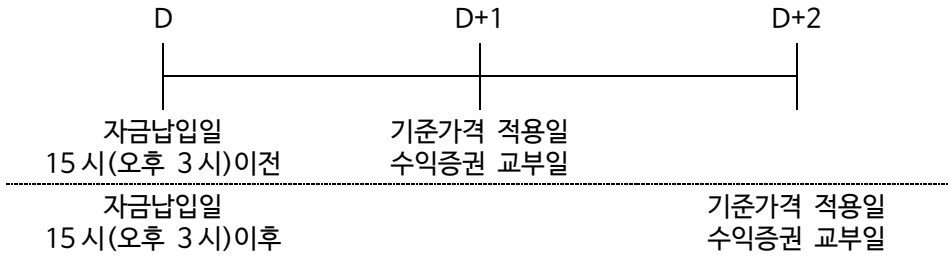 D D+1 D+2
자금납입일 기준가격 적용일
15시(오후 3시)이전 수익증권 교부일
자금납입일 기준가격 적용일
15시(오후 3시)이후 수익증권 교부일